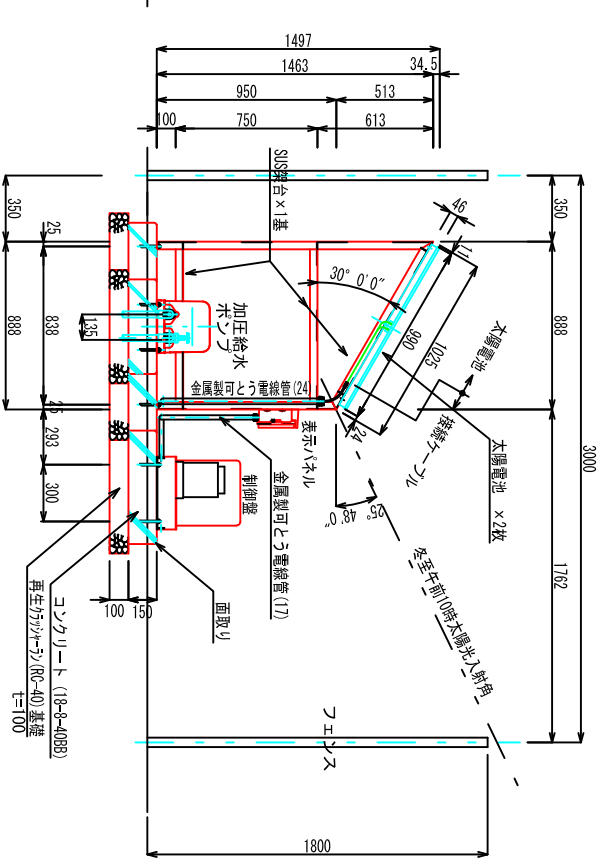 1497
1463
34.5
950
513
100
750
613
SUS架台×1基
350
25
888
838
135
25
293
300
350
888
3000
1762
46
11
30° 0'0"
990
1025
24
太陽電池
接続ケーブル
太陽電池 ×2枚
加圧給水
ポンプ
金属製可とう電線管(24)
表示パネル
制御盤
金属製可とう電線管(17)
25° 48'0"
冬至午前10時太陽光入射角
面取り
100
150
コンクリート (18-8-40BB)
再生クラッシャーラン(RC-40)基礎
t=100
フェンス
1800